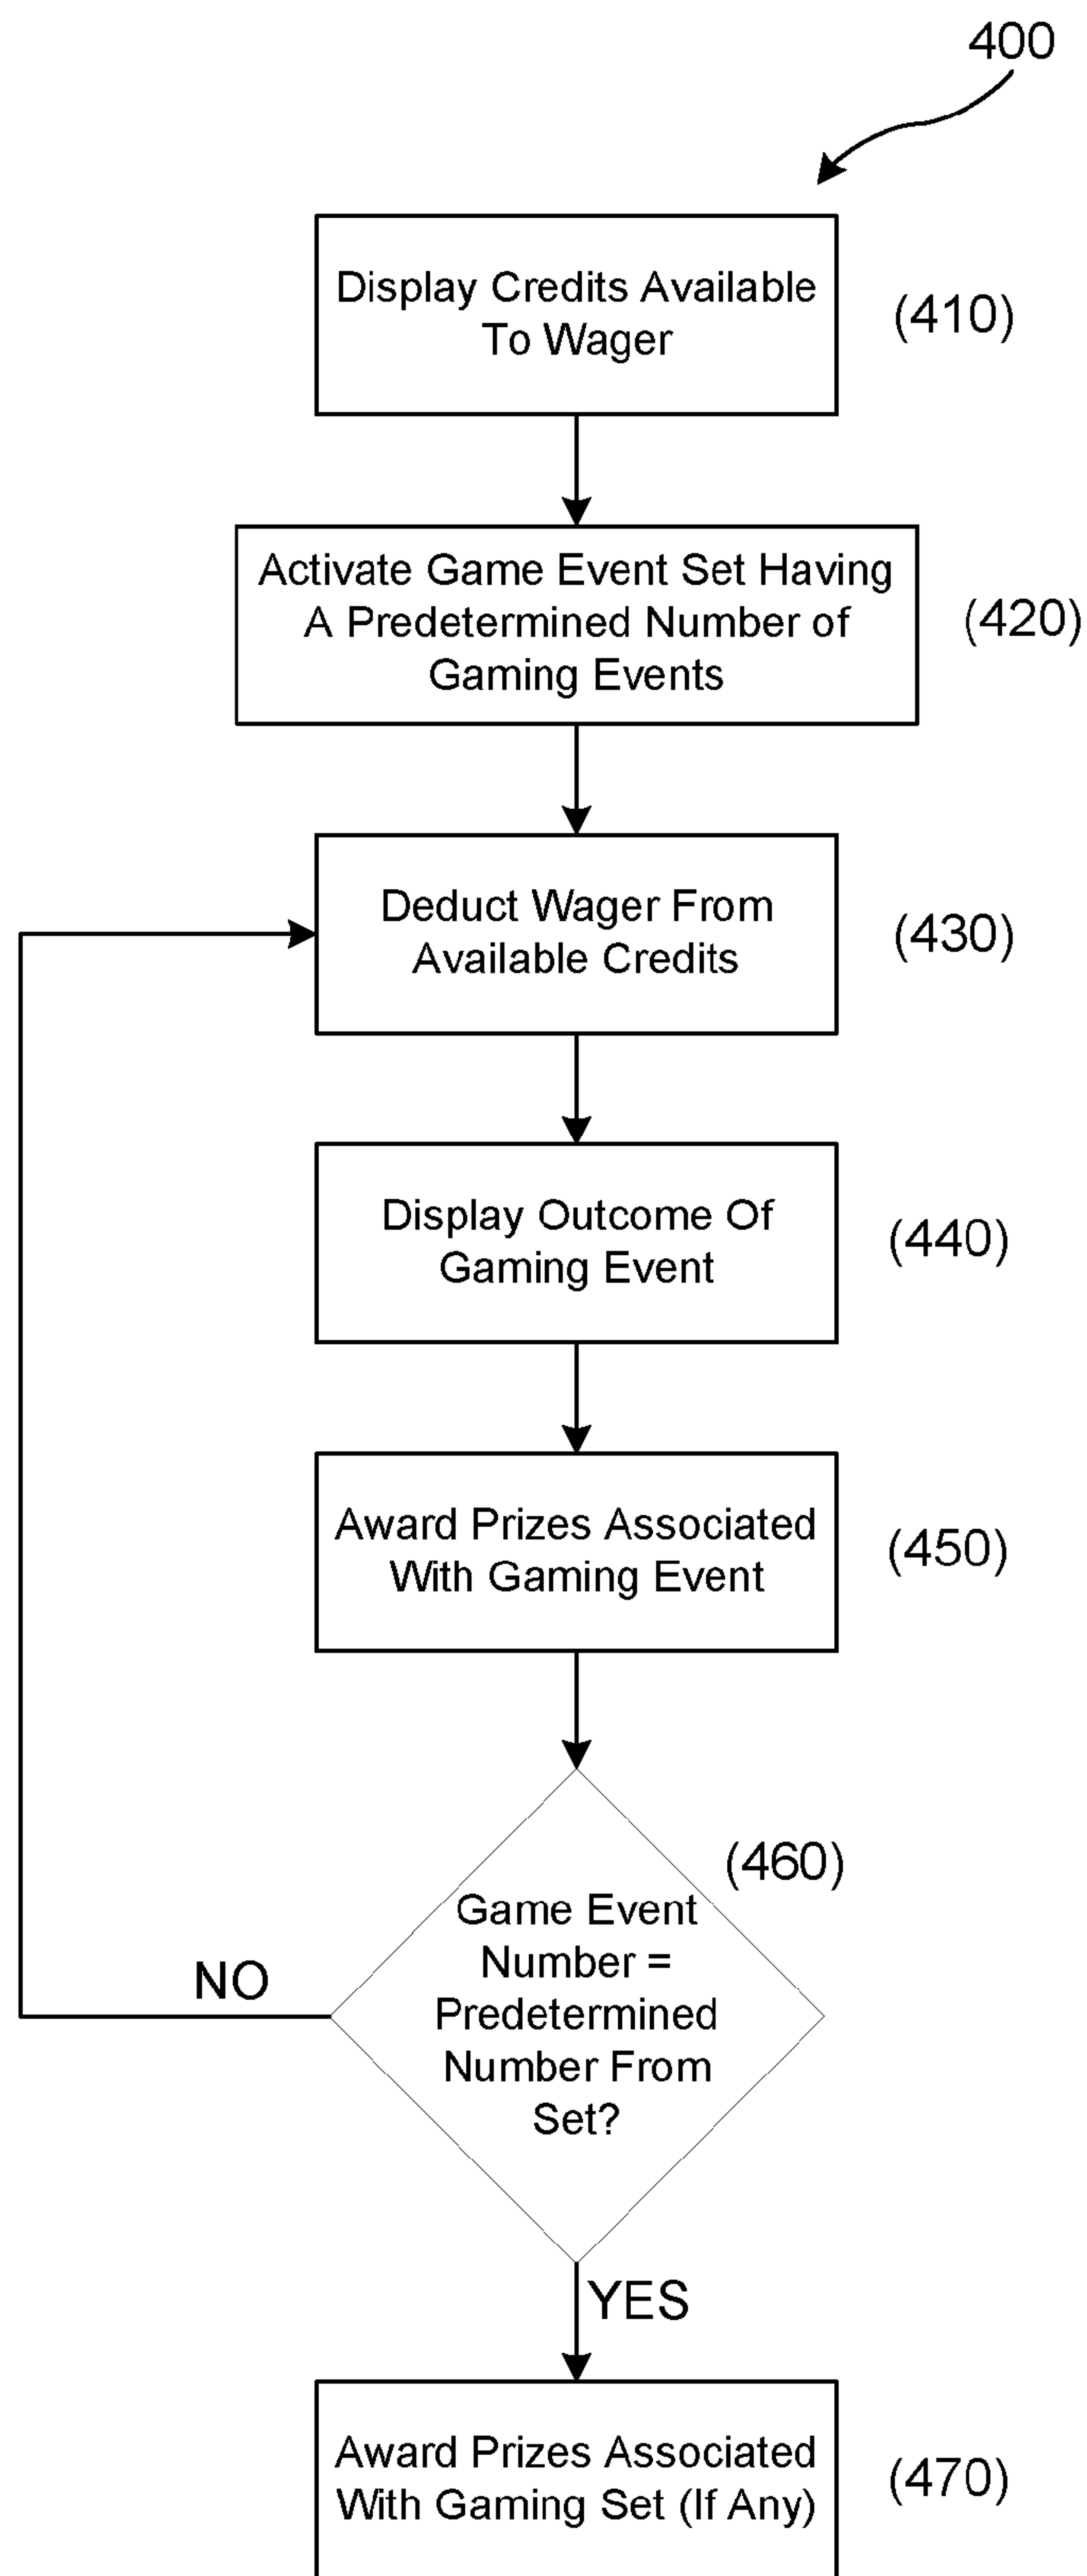 400
Display Credits Available
To Wager
(410)
Activate Game Event Set Having
A Predetermined Number of
Gaming Events
(420)
Deduct Wager From
Available Credits
(430)
Display Outcome Of
Gaming Event
(440)
Award Prizes Associated
With Gaming Event
(450)
(460)
Game Event
Number =
Predetermined
Number From
Set?
NO
YES
Award Prizes Associated
With Gaming Set (If Any)
(470)